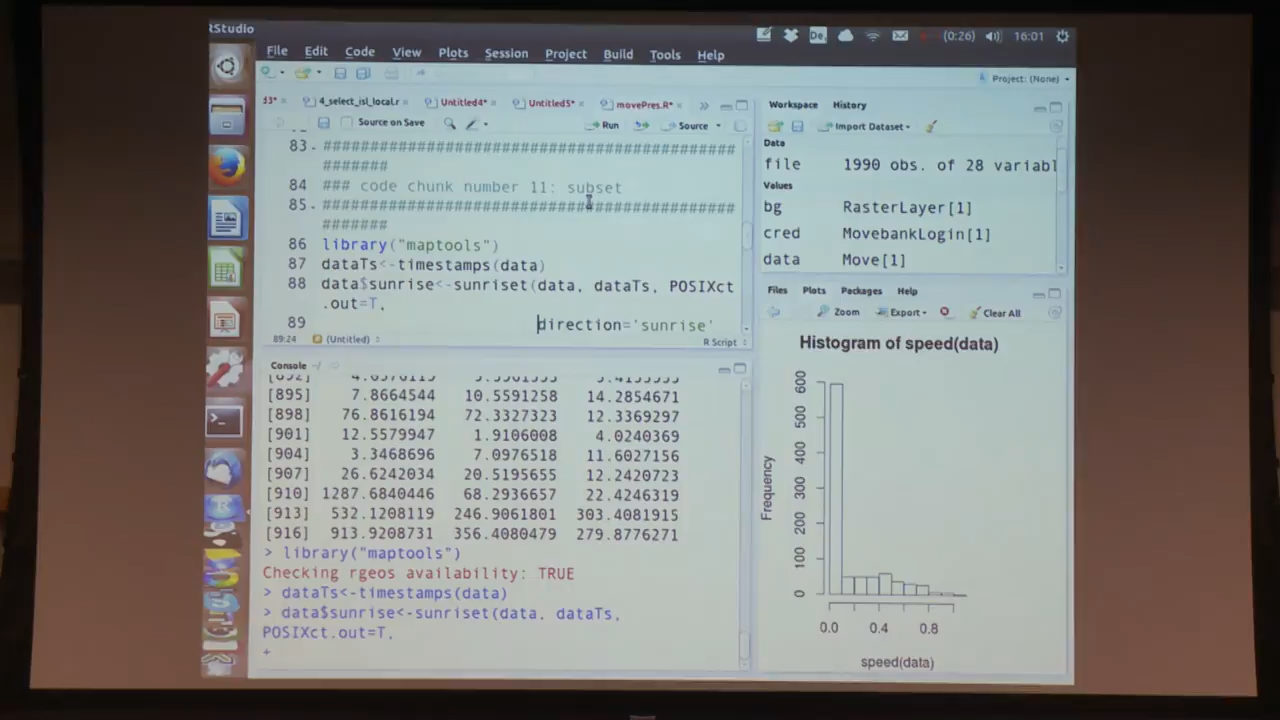 RStudio
File Edit Code View Plots Session Project Build Tools Help
De, (0:26) 16:01
Project: (None)
33* 4_select_isl_local.r Untitled4* Untitled5* movePres.R*
Source on Save Run Source
83 ############################################
#######
84 ### code chunk number 11: subset
85 ############################################
#######
86 library("maptools")
87 dataTs<-timestamps(data)
88 data$sunrise<-sunriset(data, dataTs, POSIXct
.out=T,
89 direction='sunrise'
89:24 (Untitled) R Script
Console ~/
[895] 7.8664544 10.5591258 14.2854671
[898] 76.8616194 72.3327323 12.3369297
[901] 12.5579947 1.9106008 4.0240369
[904] 3.3468696 7.0976518 11.6027156
[907] 26.6242034 20.5195655 12.2420723
[910] 1287.6840446 68.2936657 22.4246319
[913] 532.1208119 246.9061801 303.4081915
[916] 913.9208731 356.4080479 279.8776271
> library("maptools")
Checking rgeos availability: TRUE
> dataTs<-timestamps(data)
> data$sunrise<-sunriset(data, dataTs,
POSIXct.out=T,
+
Workspace History
Import Dataset
Data
file 1990 obs. of 28 variabl
Values
bg RasterLayer[1]
cred MovebankLogin[1]
data Move[1]
Files Plots Packages Help
Zoom Export Clear All
Histogram of speed(data)
Frequency
600
500
400
300
200
100
0
0.0 0.4 0.8
speed(data)